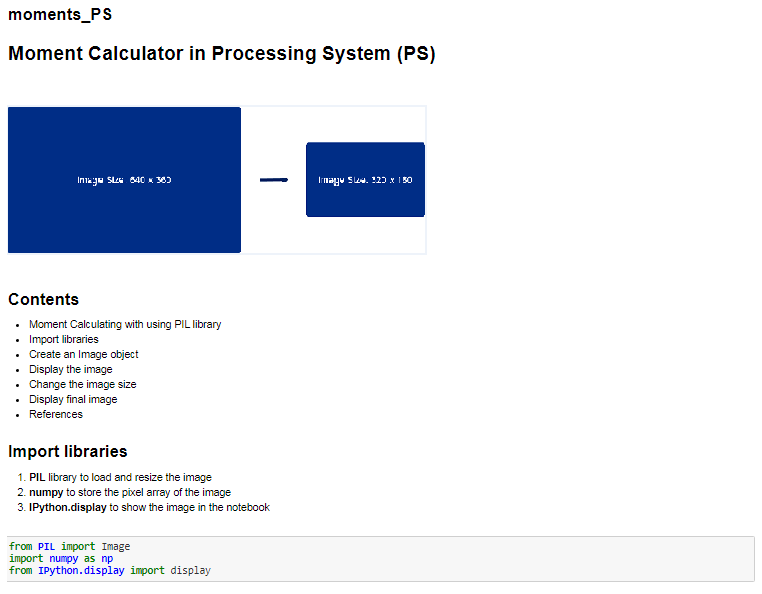 moments_PS
Moment Calculator in Processing System (PS)
Image Size: 640 x 360
Image Size: 320 x 180
Contents
• Moment Calculating with using PIL library
• Import libraries
• Create an Image object
• Display the image
• Change the image size
• Display final image
• References
Import libraries
1. PIL library to load and resize the image
2. numpy to store the pixel array of the image
3. IPython.display to show the image in the notebook
from PIL import Image
import numpy as np
from IPython.display import display